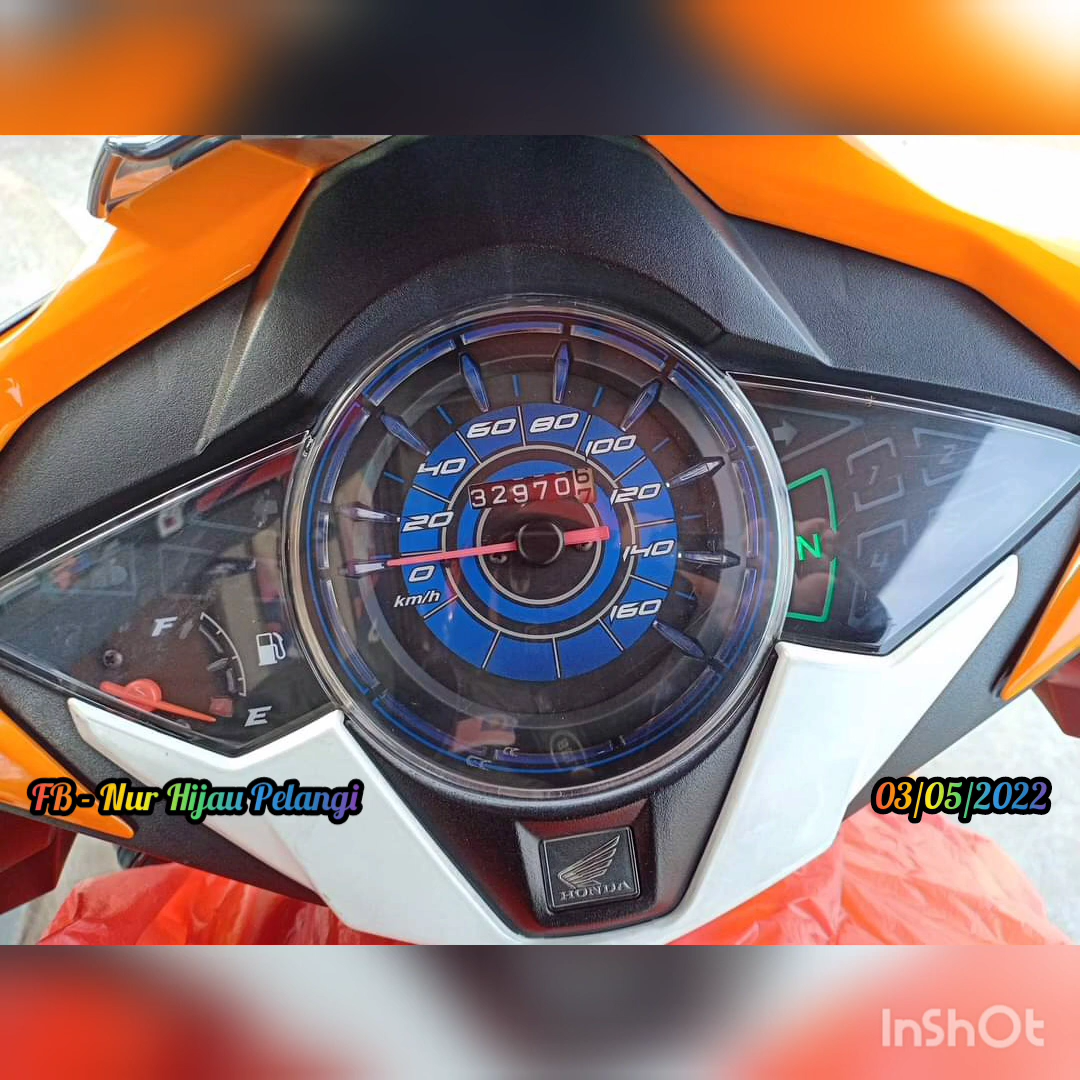 60 80
40 100
32970
20 120
0 140
km/h 160
N
F
E
FB - Nur Hijau Pelangi
03/05/2022
HONDA
InShOt